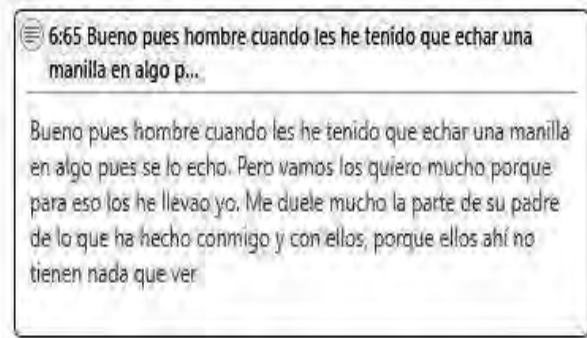 6:65 Bueno pues hombre cuando les he tenido que echar una
manilla en algo p...
Bueno pues hombre cuando les he tenido que echar una manilla
en algo pues se lo echo. Pero vamos los quiero mucho porque
para eso los he llevao yo. Me duele mucho la parte de su padre
de lo que ha hecho conmigo y con ellos, porque ellos ahí no
tienen nada que ver